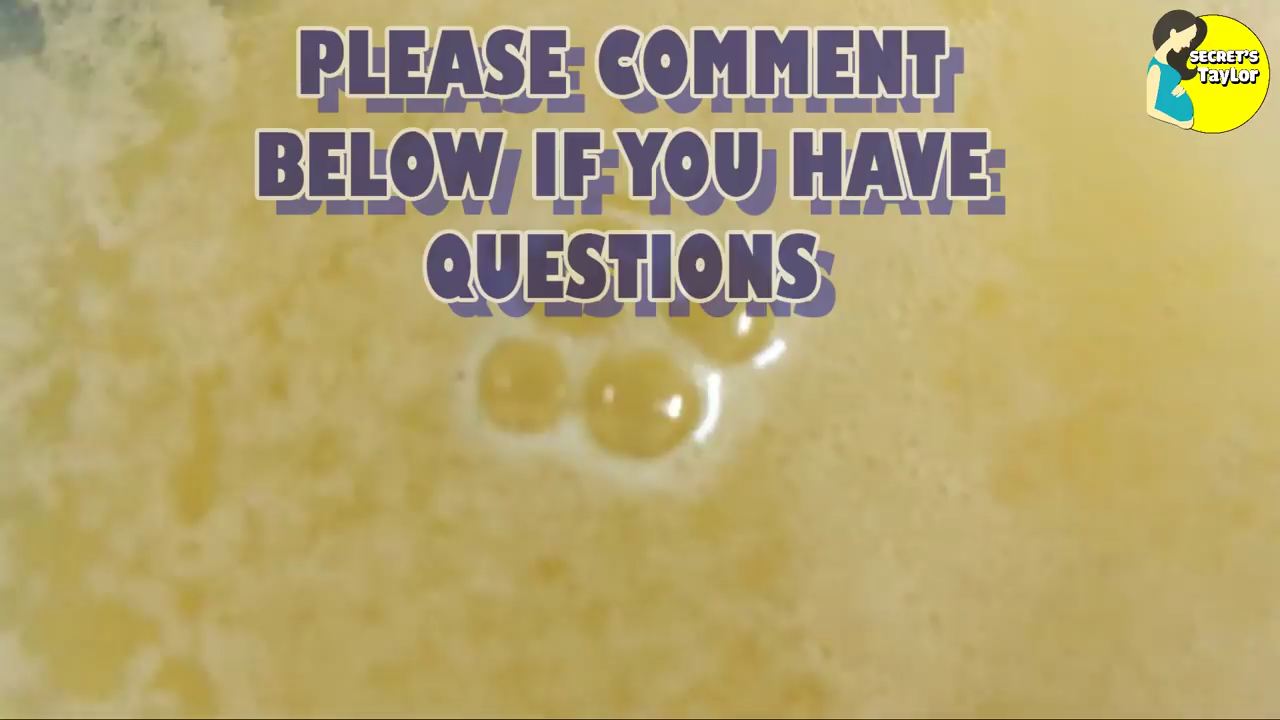 PLEASE COMMENT
BELOW IF YOU HAVE
QUESTIONS
SECRET'S
TayLor